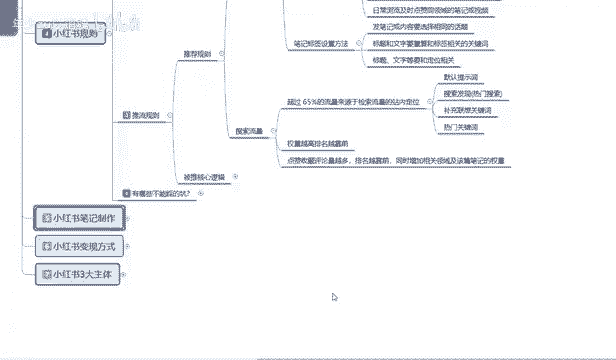 日常浏览及时点赞同领域的笔记或视频
发笔记或内容要选择相同的话题
笔记标签设置方法
标题和文字要重复和标签相关的关键词
标题、文字等要和定位相关
小红书规则
推荐规则
默认提示词
搜索发现(热门搜索)
超过 65%的流量来源于检索流量的站内定位
补充联想关键词
热门关键词
推流规则
搜索流量
权重越高排名越靠前
点赞收藏评论量越多，排名越靠前，同时增加相关领域及该篇笔记的权重
被推核心逻辑
有哪些不能踩的坑？
小红书笔记制作
小红书变现方式
小红书3大主体